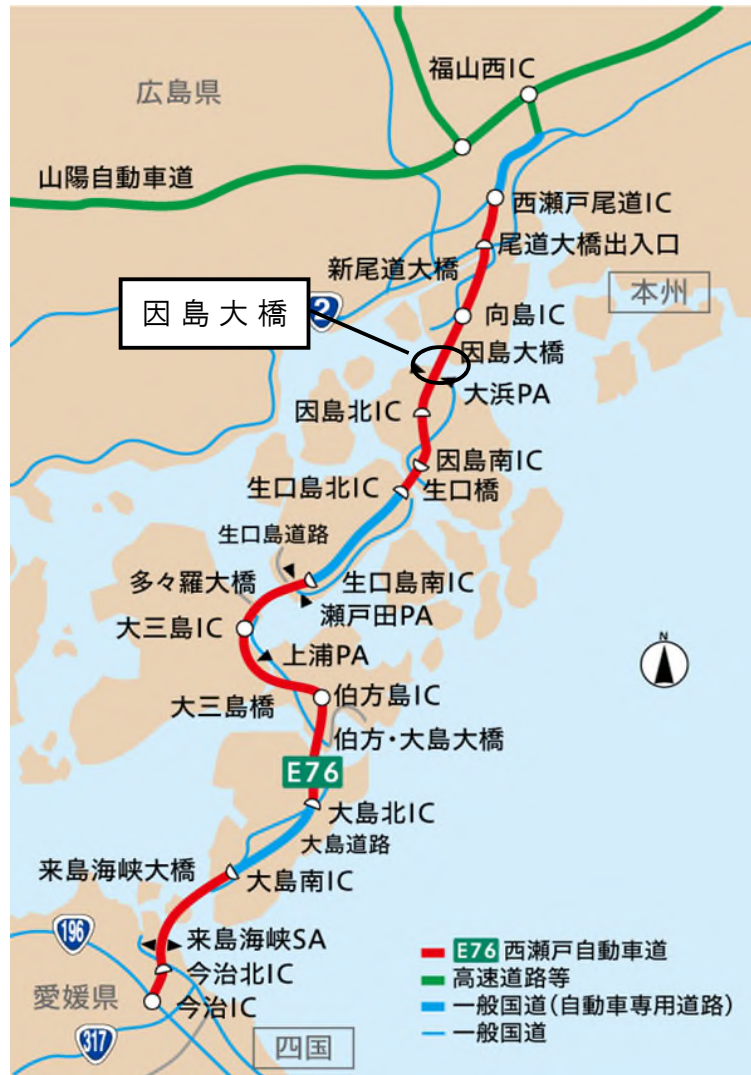 福山西IC
広島県
山陽自動車道
西瀬戸尾道IC
尾道大橋出入口
新尾道大橋
本州
2
因島大橋
向島IC
因島大橋
大浜PA
因島北IC
因島南IC
生口島北IC
生口橋
生口島道路
多々羅大橋
生口島南IC
瀬戸田PA
大三島IC
上浦PA
N
伯方島IC
大三島橋
伯方・大島大橋
E76
大島北IC
大島道路
来島海峡大橋
大島南IC
196
来島海峡SA
今治北IC
愛媛県
今治IC
317
四国
E76 西瀬戸自動車道
高速道路等
一般国道(自動車専用道路)
一般国道